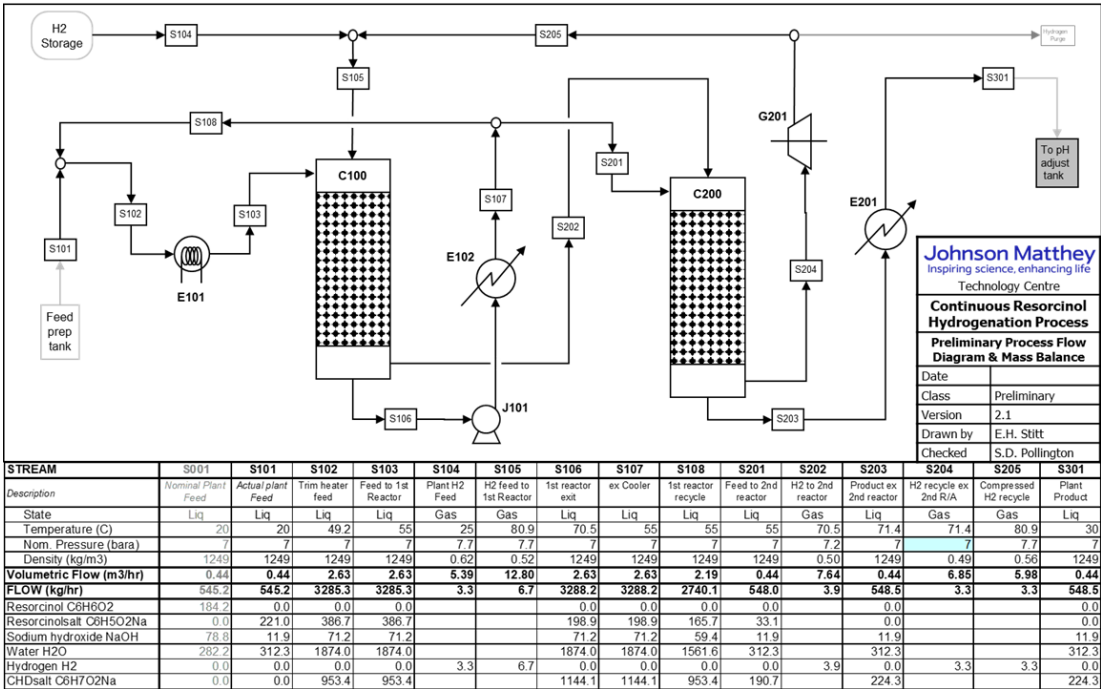 H2
Storage
S104
S205
Hydrogen
Purge
S105
S301
S108
G201
To pH
adjust
tank
C100
S201
C200
S102
S103
S107
S202
E201
S101
E102
S204
E101
Feed
prep
tank
J101
S106
S203
Johnson Matthey
Inspiring science, enhancing life
Technology Centre
Continuous Resorcinol
Hydrogenation Process
Preliminary Process Flow
Diagram & Mass Balance
Date
Class Preliminary
Version 2.1
Drawn by E.H. Stitt
Checked S.D. Pollington
STREAM S001 S101 S102 S103 S104 S105 S106 S107 S108 S201 S202 S203 S204 S205 S301
Description Nominal Plant Feed Actual plant Feed Trim heater feed Feed to 1st Reactor Plant H2 Feed H2 feed to 1st Reactor 1st reactor exit ex Cooler 1st reactor recycle Feed to 2nd reactor H2 to 2nd reactor Product ex 2nd reactor H2 recycle ex 2nd R/A Compressed H2 recycle Plant Product
State Liq Liq Liq Liq Gas Gas Liq Liq Liq Liq Gas Liq Gas Gas Liq
Temperature (C) 20 20 49.2 55 25 80.9 70.5 55 55 55 70.5 71.4 71.4 80.9 30
Nom. Pressure (bara) 7 7 7 7 7.7 7.7 7 7 7 7 7.2 7 7 7.7 7
Density (kg/m3) 1249 1249 1249 1249 0.62 0.52 1249 1249 1249 1249 0.50 1249 0.49 0.56 1249
Volumetric Flow (m3/hr) 0.44 0.44 2.63 2.63 5.39 12.80 2.63 2.63 2.19 0.44 7.64 0.44 6.85 5.98 0.44
FLOW (kg/hr) 545.2 545.2 3285.3 3285.3 3.3 6.7 3288.2 3288.2 2740.1 548.0 3.9 548.5 3.3 3.3 548.5
Resorcinol C6H6O2 184.2 0.0 0.0 0.0 0.0 0.0 0.0 0.0 0.0 0.0
Resorcinolsalt C6H5O2Na 0.0 221.0 386.7 386.7 198.9 198.9 165.7 33.1 0.0 0.0
Sodium hydroxide NaOH 78.8 11.9 71.2 71.2 71.2 71.2 59.4 11.9 11.9 11.9
Water H2O 282.2 312.3 1874.0 1874.0 1874.0 1874.0 1561.6 312.3 312.3 312.3
Hydrogen H2 0.0 0.0 0.0 0.0 3.3 6.7 0.0 0.0 0.0 0.0 3.9 0.0 3.3 3.3 0.0
CHDsalt C6H7O2Na 0.0 0.0 953.4 953.4 1144.1 1144.1 953.4 190.7 224.3 224.3